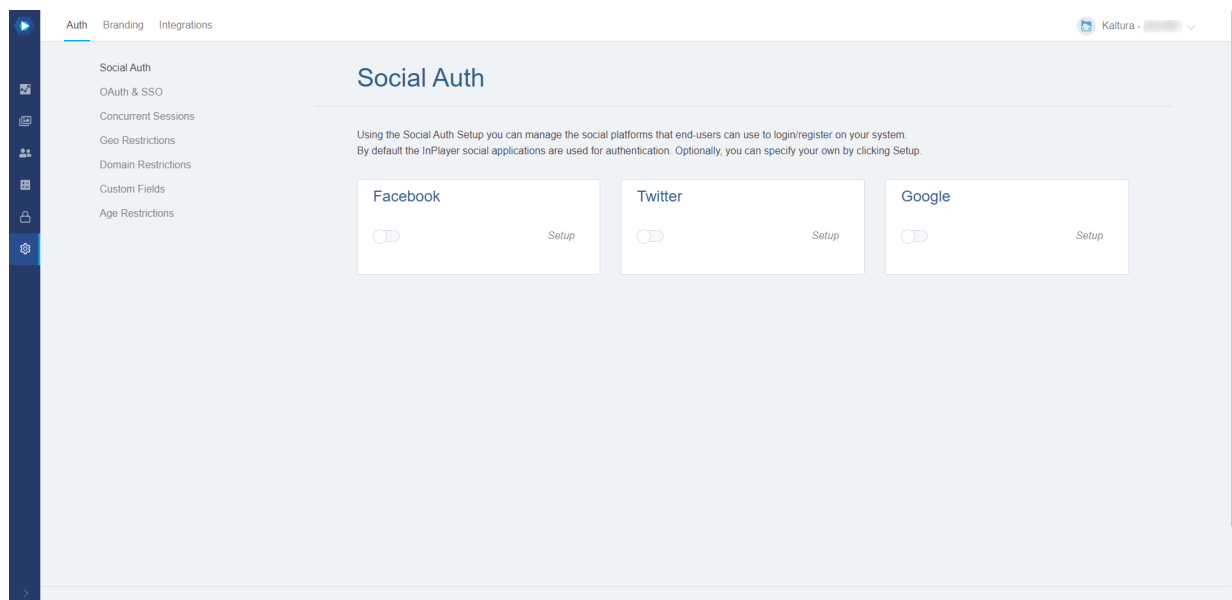 Auth Branding Integrations
Kaltura -
Social Auth
OAuth & SSO
Concurrent Sessions
Geo Restrictions
Domain Restrictions
Custom Fields
Age Restrictions
Social Auth
Using the Social Auth Setup you can manage the social platforms that end-users can use to login/register on your system.
By default the InPlayer social applications are used for authentication. Optionally, you can specify your own by clicking Setup.
Facebook
Setup
Twitter
Setup
Google
Setup